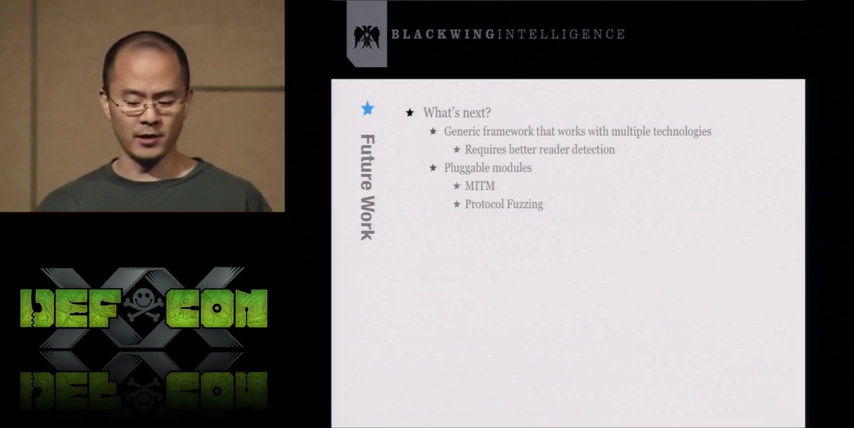 BLACKWINGINTELLIGENCE
Future Work
What's next?
Generic framework that works with multiple technologies
Requires better reader detection
Pluggable modules
MITM
Protocol Fuzzing
XX
DEF CON